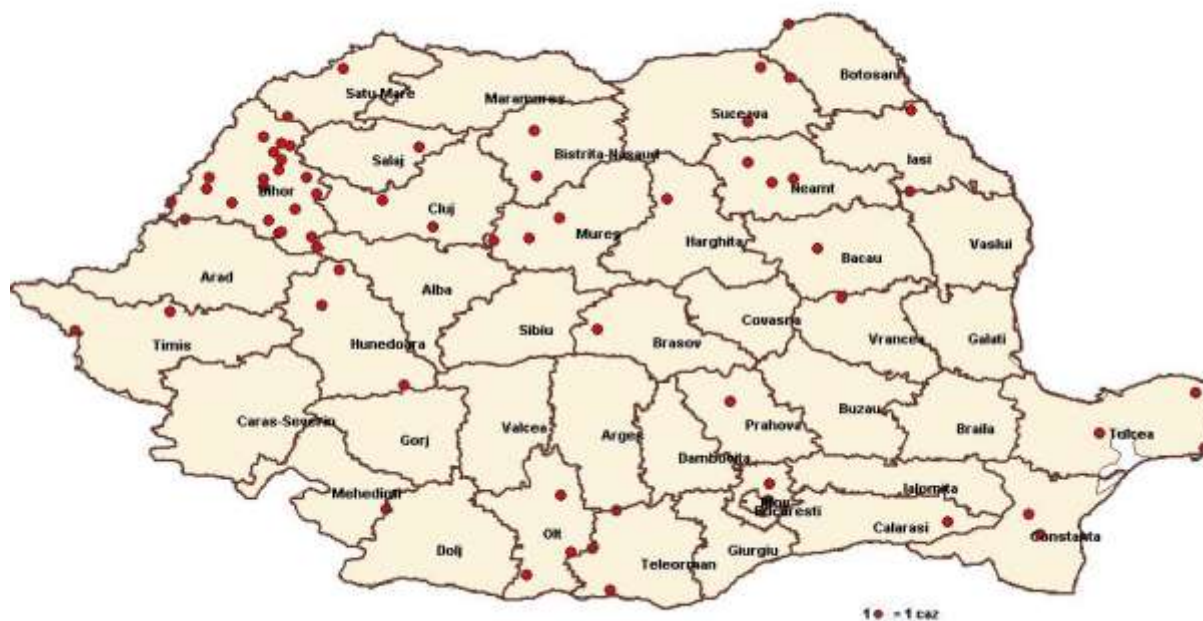 Botosani
Satu Mare
Maramures
Suceava
Salaj
Bistrita-Nasaud
Iasi
Bihor
Neamt
Cluj
Mures
Harghita
Vaslui
Bacau
Arad
Alba
Covasna
Sibiu
Brasov
Vrancea
Galati
Timis
Hunedoara
Buzau
Caras-Severin
Valcea
Prahova
Braila
Gorj
Arges
Tulcea
Dambovita
Mehedinti
Ialomita
Ilfov
Bucuresti
Calarasi
Constanta
Olt
Dolj
Giurgiu
Teleorman
1 = 1 caz